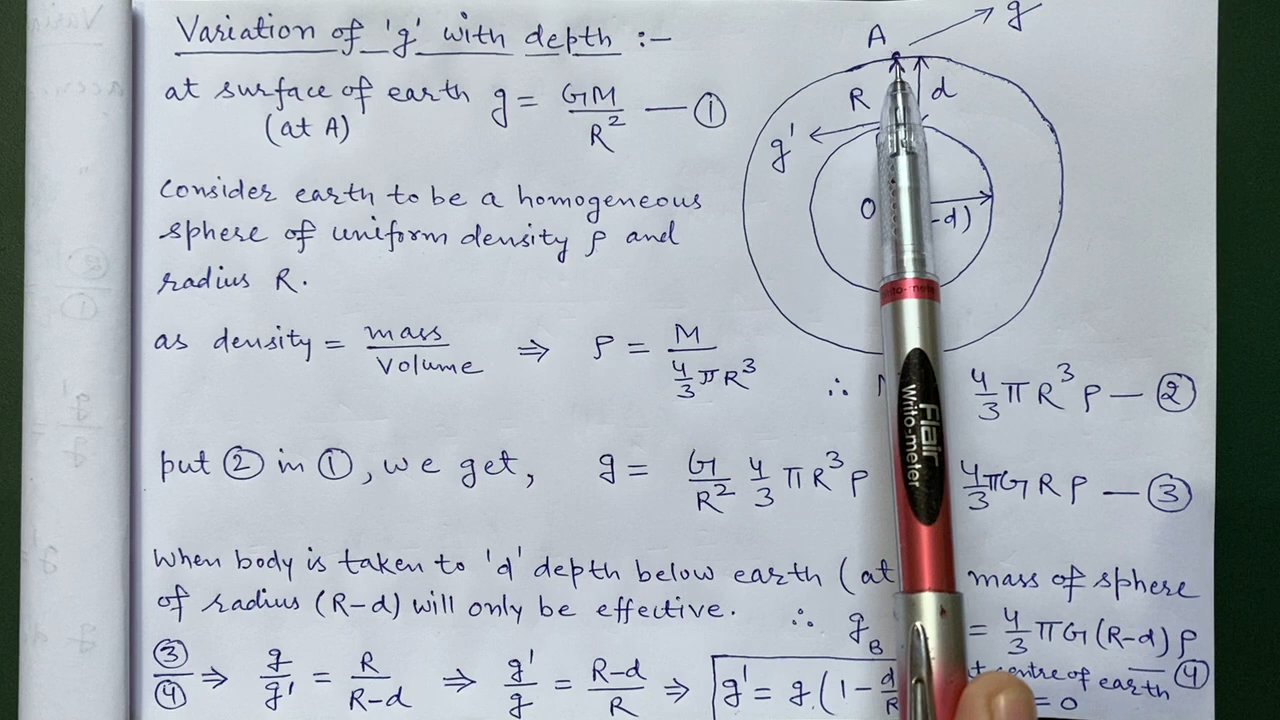 Variation of 'g' with depth :-
at surface of earth g = GM/R² — ①
(at A)
Consider earth to be a homogeneous
sphere of uniform density ρ and
radius R.
as density = mass/Volume ⇒ ρ = M/(4/3 πR³) ∴ 4/3 π R³ ρ — ②
put ② in ①, we get, g = G/R² 4/3 π R³ ρ 4/3 πG R ρ — ③
When body is taken to 'd' depth below earth (at mass of sphere
of radius (R-d) will only be effective. ∴ g_B = 4/3 πG (R-d) ρ — ④
③/④ ⇒ g/g' = R/(R-d) ⇒ g'/g = (R-d)/R ⇒ g' = g.(1 - d/R
centre of earth
= 0
A
g
R
d
g'
O
-d)
Flair
Writo-meter